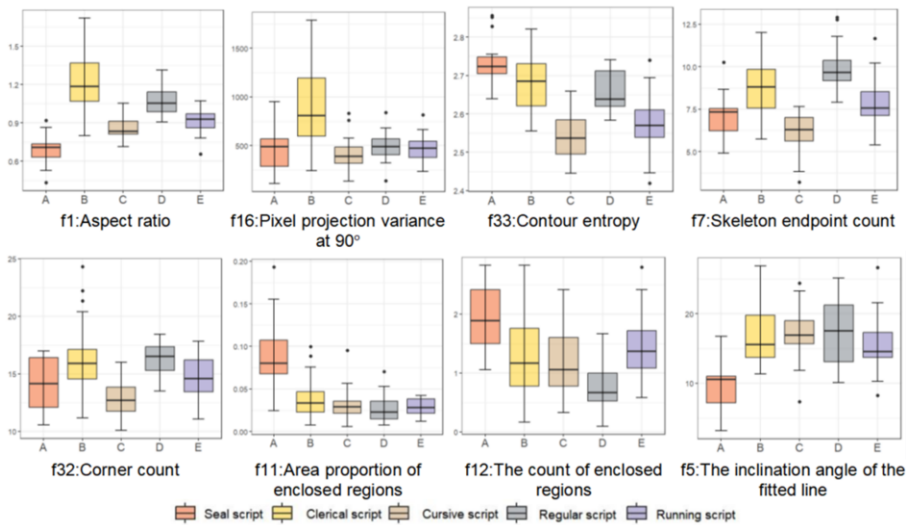 1.5
1.2
0.9
0.6
A B C D E
f1:Aspect ratio
1500
1000
500
A B C D E
f16:Pixel projection variance
at 90°
2.8
2.7
2.6
2.5
2.4
A B C D E
f33:Contour entropy
12.5
10.0
7.5
5.0
A B C D E
f7:Skeleton endpoint count
25
20
15
10
A B C D E
f32:Corner count
0.20
0.15
0.10
0.05
0.00
A B C D E
f11:Area proportion of
enclosed regions
2
1
0
A B C D E
f12:The count of enclosed
regions
20
10
A B C D E
f5:The inclination angle of the
fitted line
Seal script Clerical script Cursive script Regular script Running script